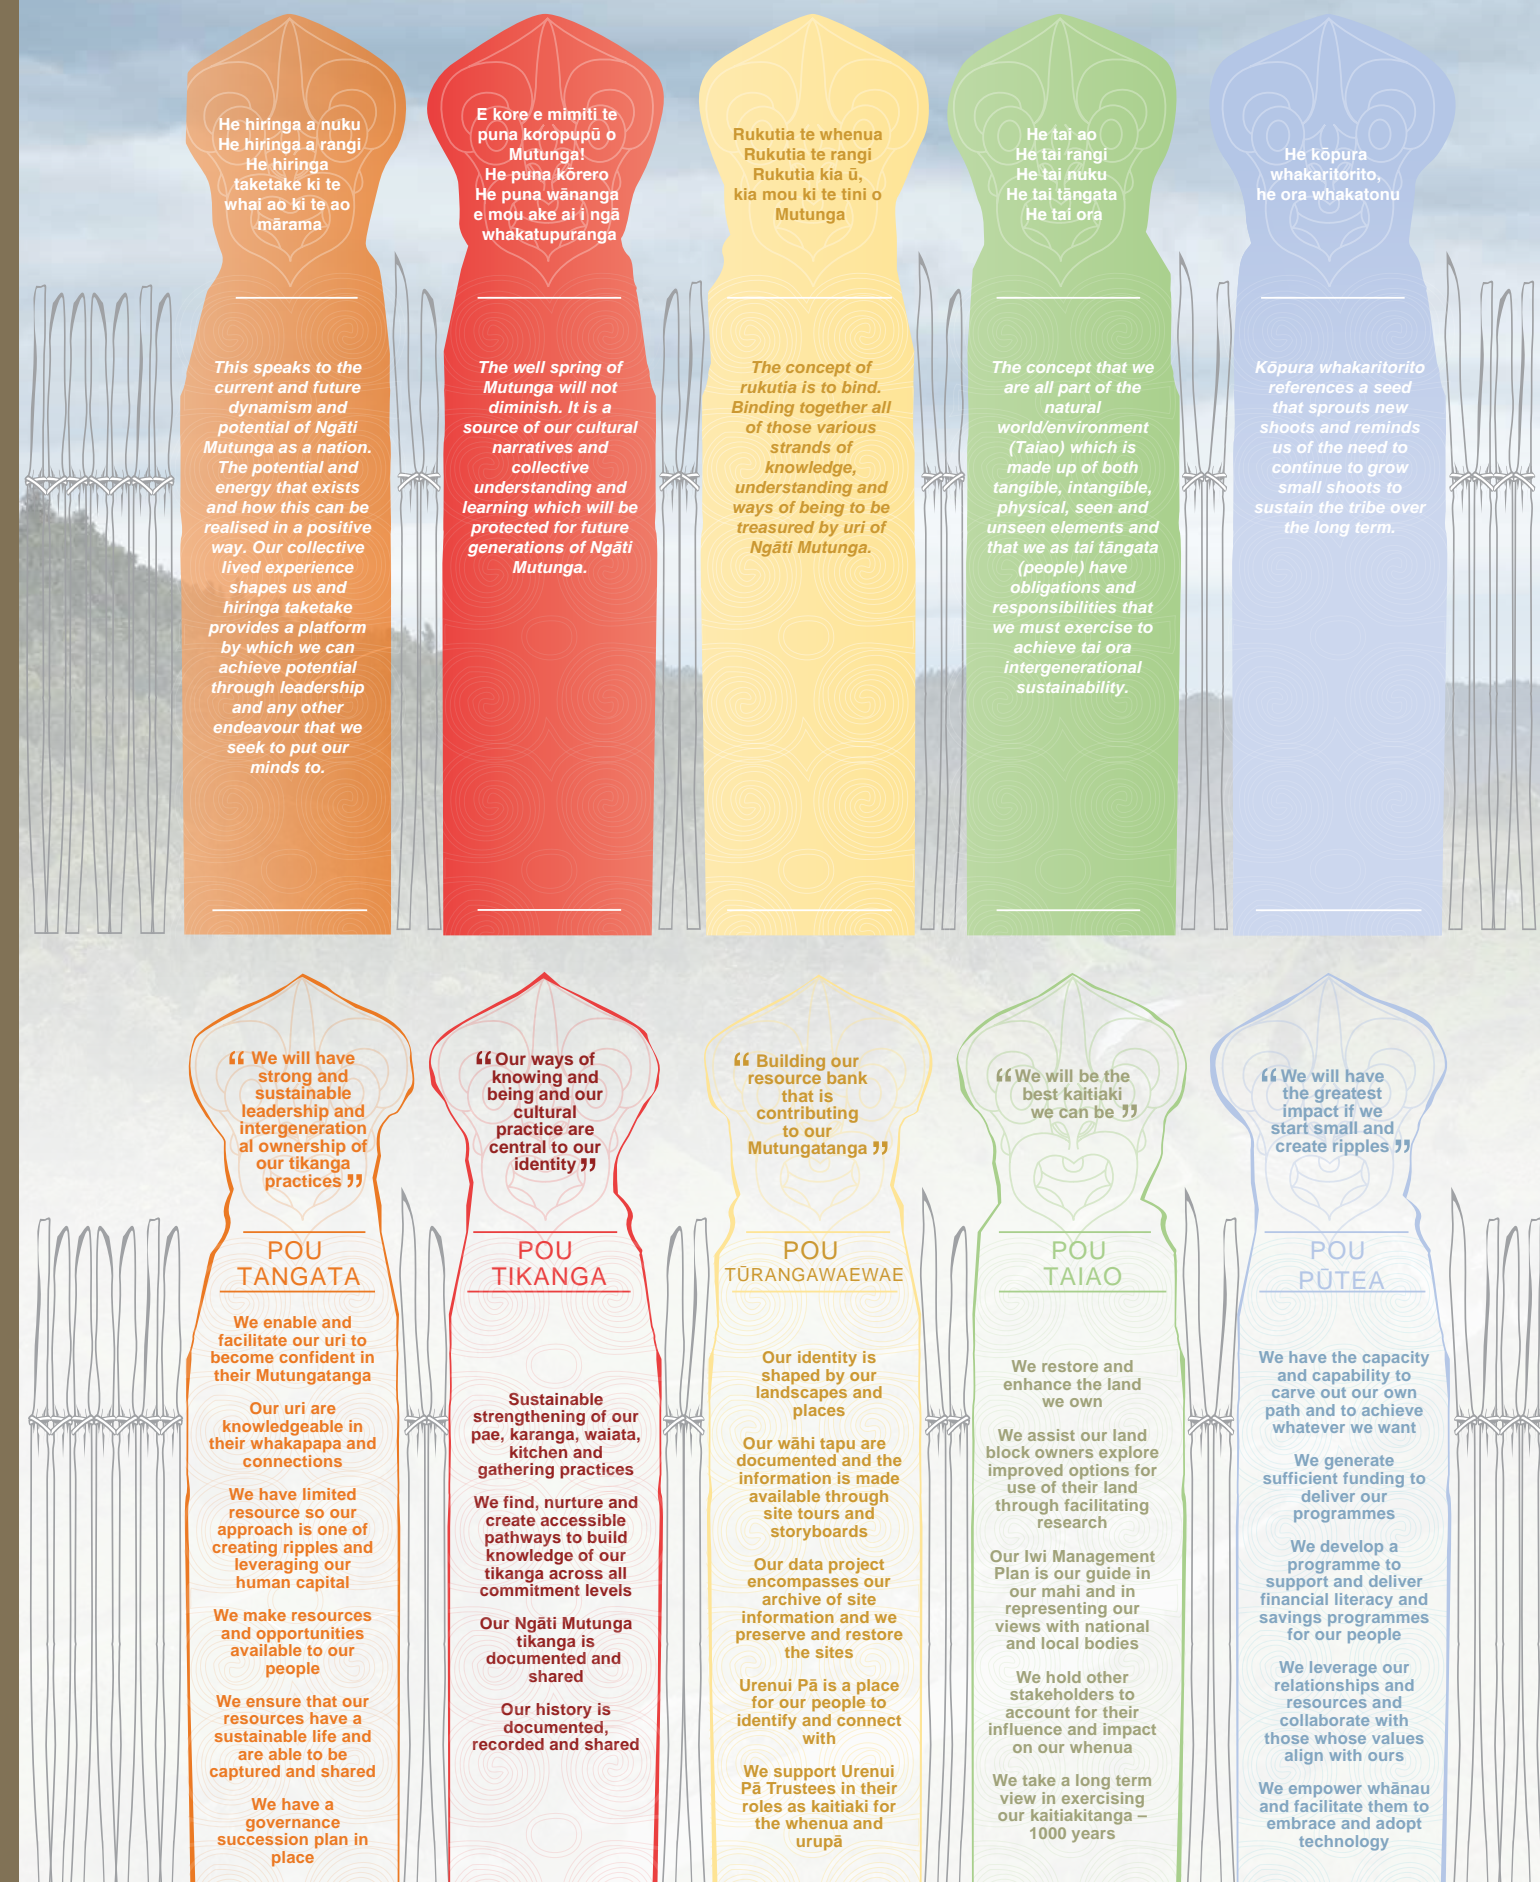 He hiringa a nuku
He hiringa a rangi
He hiringa
taketake ki te
whai ao ki te ao
mārama
This speaks to the
current and future
dynamism and
potential of Ngāti
Mutunga as a nation.
The potential and
energy that exists
and how this can be
realised in a positive
way. Our collective
lived experience
shapes us and
hiringa taketake
provides a platform
by which we can
achieve potential
through leadership
and any other
endeavour that we
seek to put our
minds to.
E kore e mimiti te
puna koropupū o
Mutunga!
He puna kōrero
He puna wānanga
e mou ake ai i ngā
whakatupuranga
The well spring of
Mutunga will not
diminish. It is a
source of our cultural
narratives and
collective
understanding and
learning which will be
protected for future
generations of Ngāti
Mutunga.
Rukutia te whenua
Rukutia te rangi
Rukutia kia ū,
kia mou ki te tini o
Mutunga
The concept of
rukutia is to bind.
Binding together all
of those various
strands of
knowledge,
understanding and
ways of being to be
treasured by uri of
Ngāti Mutunga.
He tai ao
He tai rangi
He tai nuku
He tai tāngata
He tai ora
The concept that we
are all part of the
natural
world/environment
(Taiao) which is
made up of both
tangible, intangible,
physical, seen and
unseen elements and
that we as tai tāngata
(people) have
obligations and
responsibilities that
we must exercise to
achieve tai ora
intergenerational
sustainability.
He kōpura
whakaritorito,
he ora whakatonu
Kōpura whakaritorito
references a seed
that sprouts new
shoots and reminds
us of the need to
continue to grow
small shoots to
sustain the tribe over
the long term.
“ We will have
strong and
sustainable
leadership and
intergeneration
al ownership of
our tikanga
practices ”
POU
TANGATA
We enable and
facilitate our uri to
become confident in
their Mutungatanga
Our uri are
knowledgeable in
their whakapapa and
connections
We have limited
resource so our
approach is one of
creating ripples and
leveraging our
human capital
We make resources
and opportunities
available to our
people
We ensure that our
resources have a
sustainable life and
are able to be
captured and shared
We have a
governance
succession plan in
place
“ Our ways of
knowing and
being and our
cultural
practice are
central to our
identity ”
POU
TIKANGA
Sustainable
strengthening of our
pae, karanga, waiata,
kitchen and
gathering practices
We find, nurture and
create accessible
pathways to build
knowledge of our
tikanga across all
commitment levels
Our Ngāti Mutunga
tikanga is
documented and
shared
Our history is
documented,
recorded and shared
“ Building our
resource bank
that is
contributing
to our
Mutungatanga ”
POU
TŪRANGAWAEWAE
Our identity is
shaped by our
landscapes and
places
Our wāhi tapu are
documented and the
information is made
available through
site tours and
storyboards
Our data project
encompasses our
archive of site
information and we
preserve and restore
the sites
Urenui Pā is a place
for our people to
identify and connect
with
We support Urenui
Pā Trustees in their
roles as kaitiaki for
the whenua and
urupā
“ We will be the
best kaitiaki
we can be ”
POU
TAIAO
We restore and
enhance the land
we own
We assist our land
block owners explore
improved options for
use of their land
through facilitating
research
Our Iwi Management
Plan is our guide in
our mahi and in
representing our
views with national
and local bodies
We hold other
stakeholders to
account for their
influence and impact
on our whenua
We take a long term
view in exercising
our kaitiakitanga –
1000 years
“ We will have
the greatest
impact if we
start small and
create ripples ”
POU
PŪTEA
We have the capacity
and capability to
carve out our own
path and to achieve
whatever we want
We generate
sufficient funding to
deliver our
programmes
We develop a
programme to
support and deliver
financial literacy and
savings programmes
for our people
We leverage our
relationships and
resources and
collaborate with
those whose values
align with ours
We empower whānau
and facilitate them to
embrace and adopt
technology